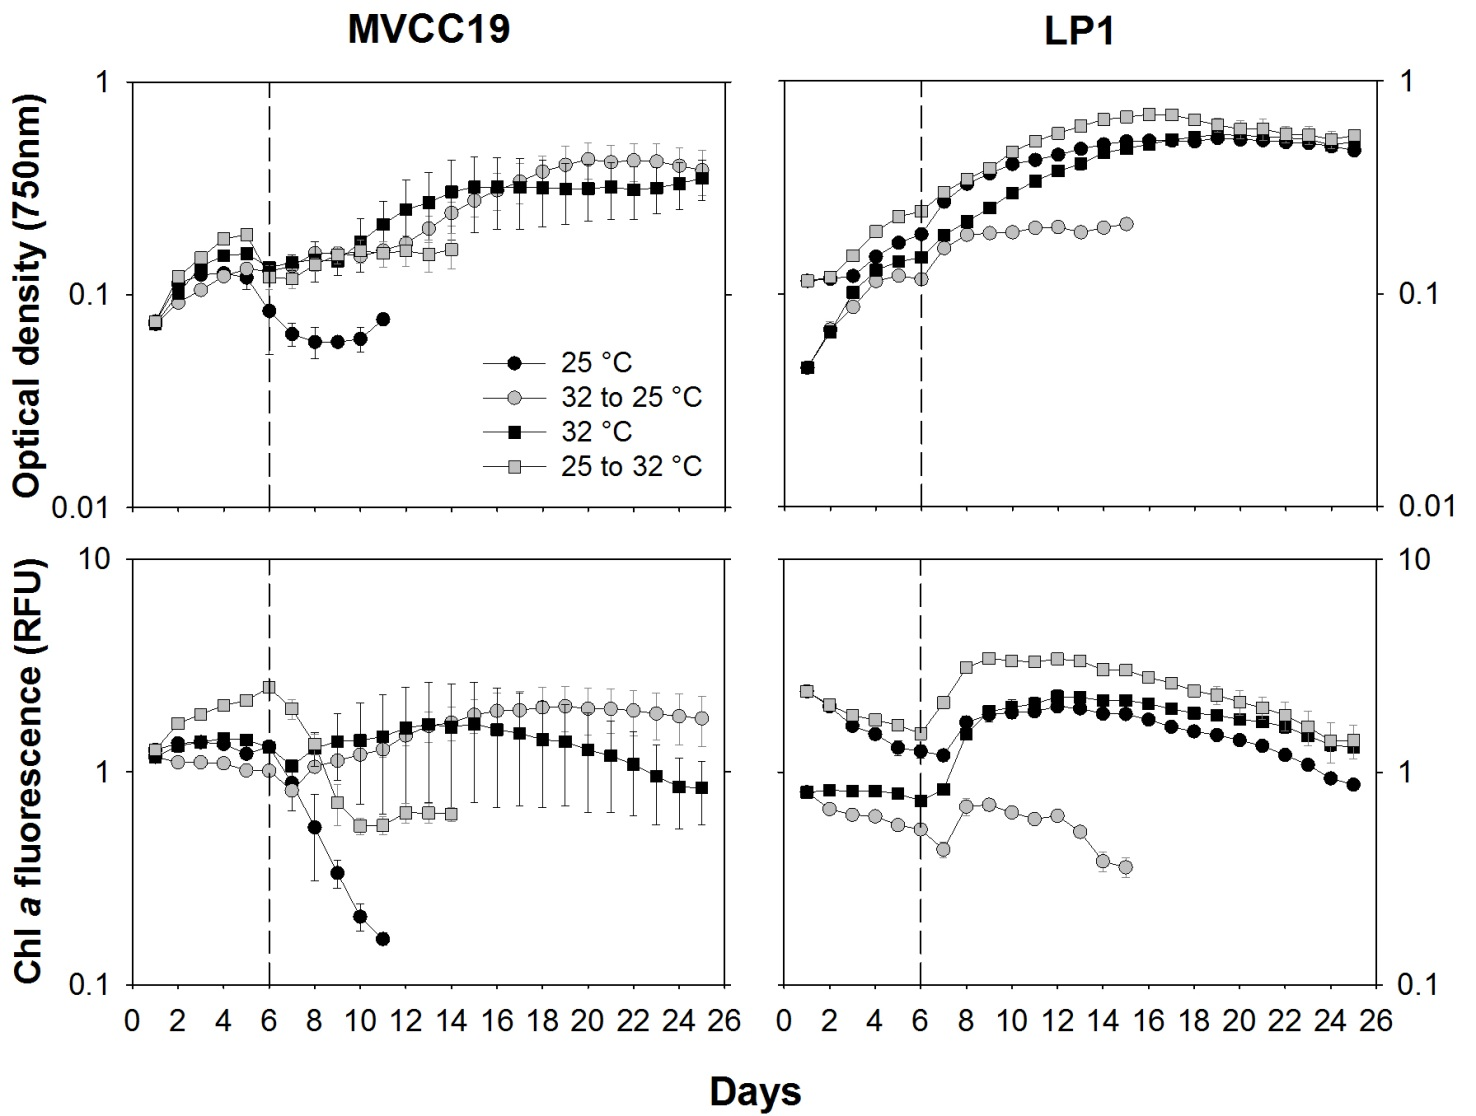 MVCC19 LP1
Optical density (750nm)
1
0.1
0.01
25 °C
32 to 25 °C
32 °C
25 to 32 °C
1
0.1
0.01
Chl a fluorescence (RFU)
10
1
0.1
10
1
0.1
0 2 4 6 8 10 12 14 16 18 20 22 24 26
0 2 4 6 8 10 12 14 16 18 20 22 24 26
Days